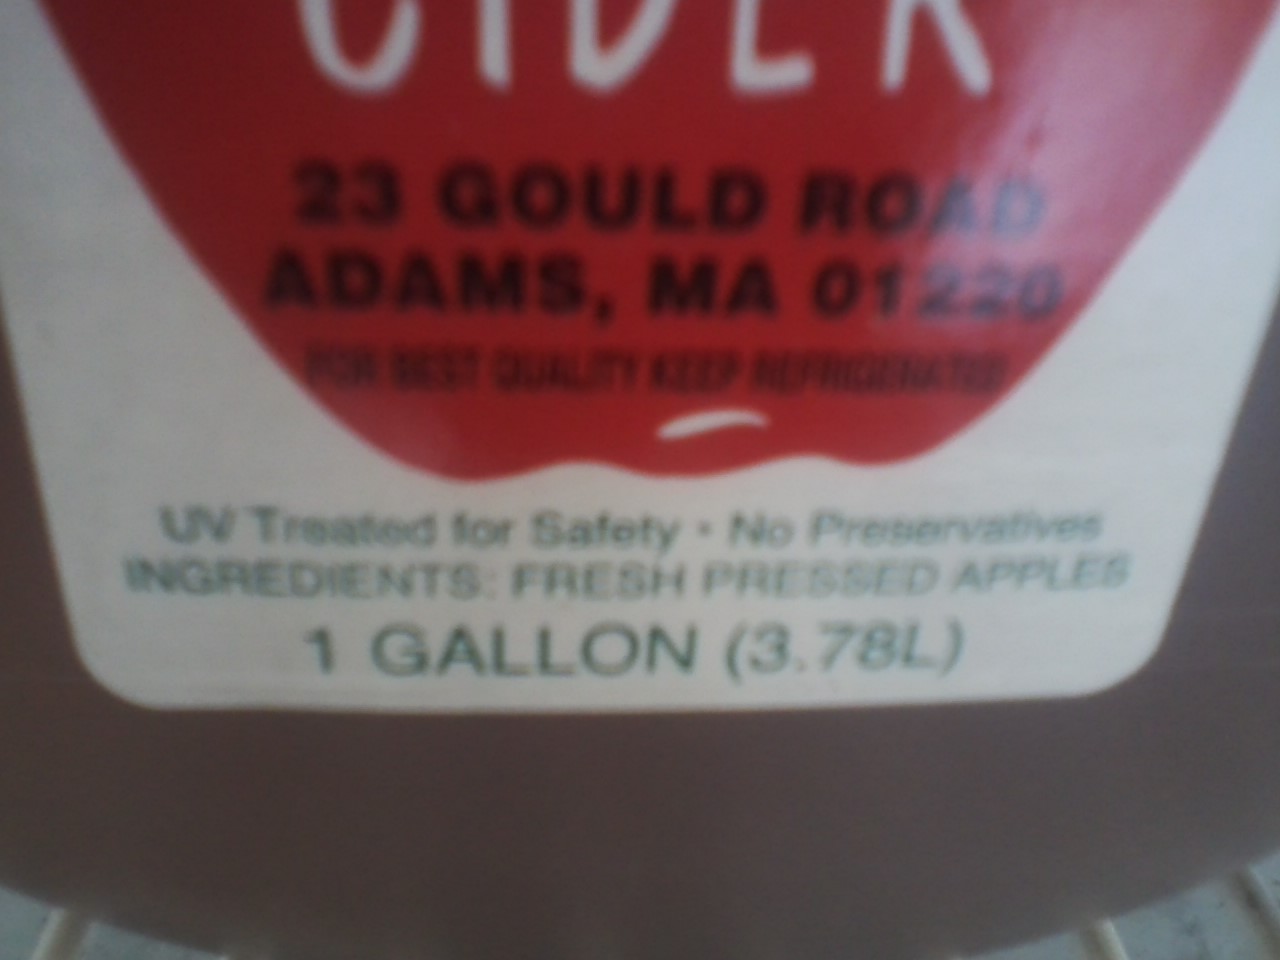 CIDER
23 GOULD ROAD
ADAMS, MA 01220
FOR BEST QUALITY KEEP REFRIGERATED
UV Treated for Safety • No Preservatives
INGREDIENTS: FRESH PRESSED APPLES
1 GALLON (3.78L)